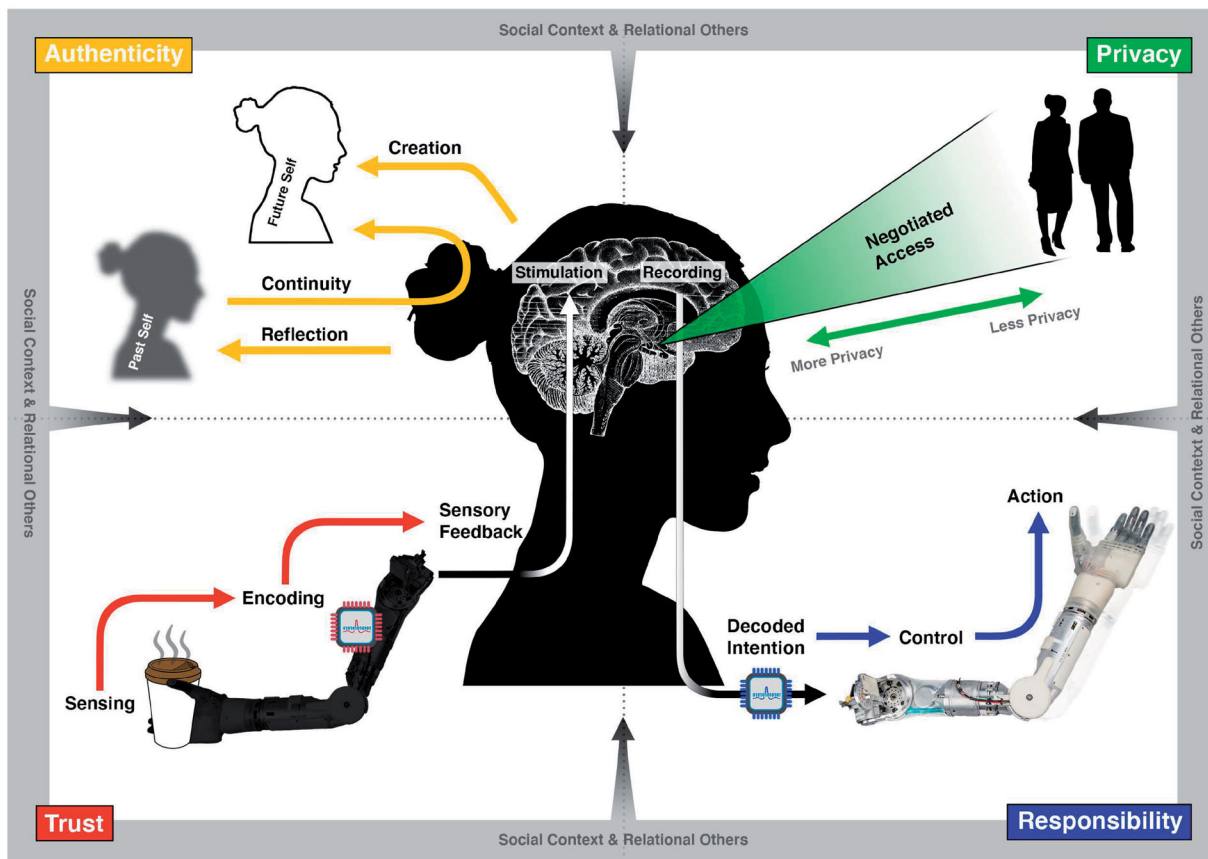 Social Context & Relational Others
Authenticity
Privacy
Creation
Future Self
Negotiated
Access
Stimulation
Recording
Continuity
Less Privacy
Past Self
Reflection
More Privacy
Social Context & Relational Others
Social Contetxt & Relational Others
Sensory
Feedback
Action
Encoding
Decoded
Intention
Control
Sensing
Trust
Responsibility
Social Context & Relational Others